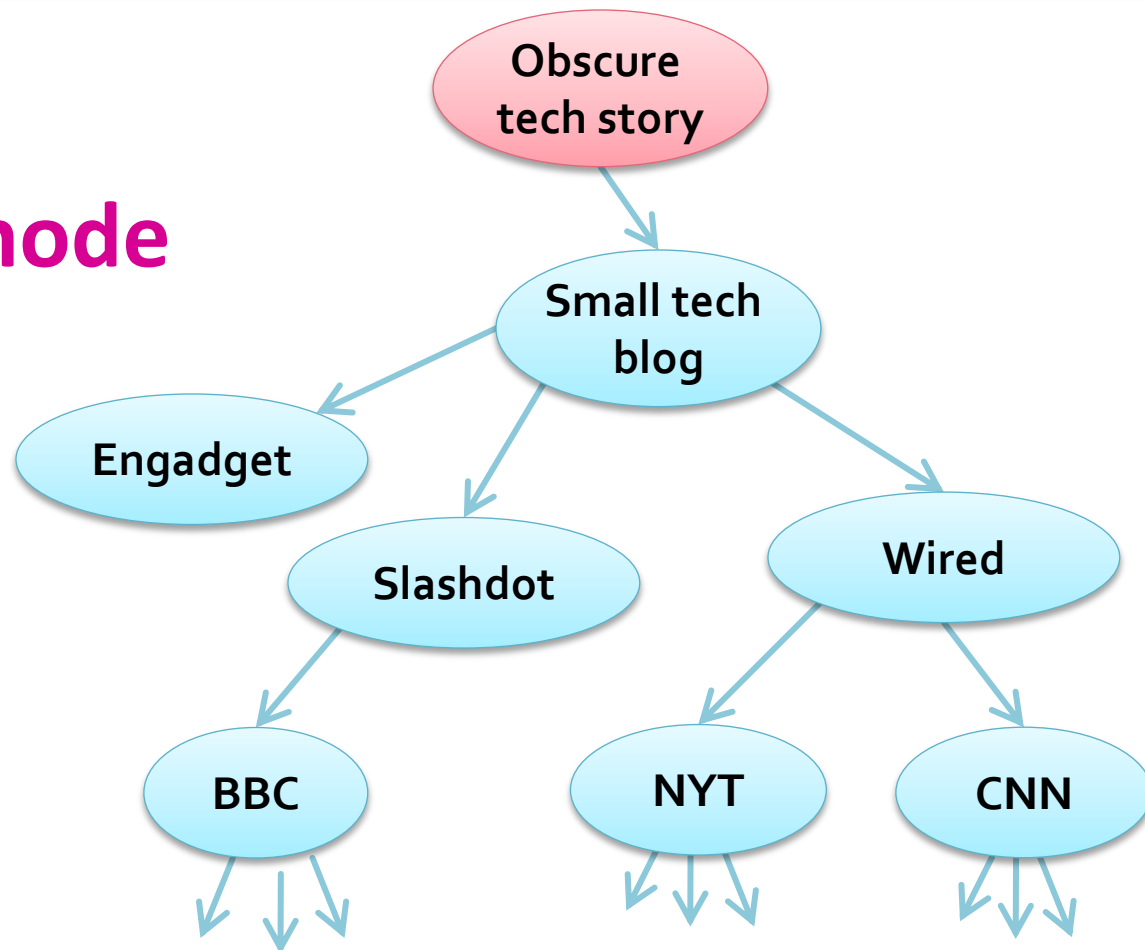 Obscure
tech story
node
Small tech
blog
Engadget
Slashdot
Wired
BBC
NYT
CNN